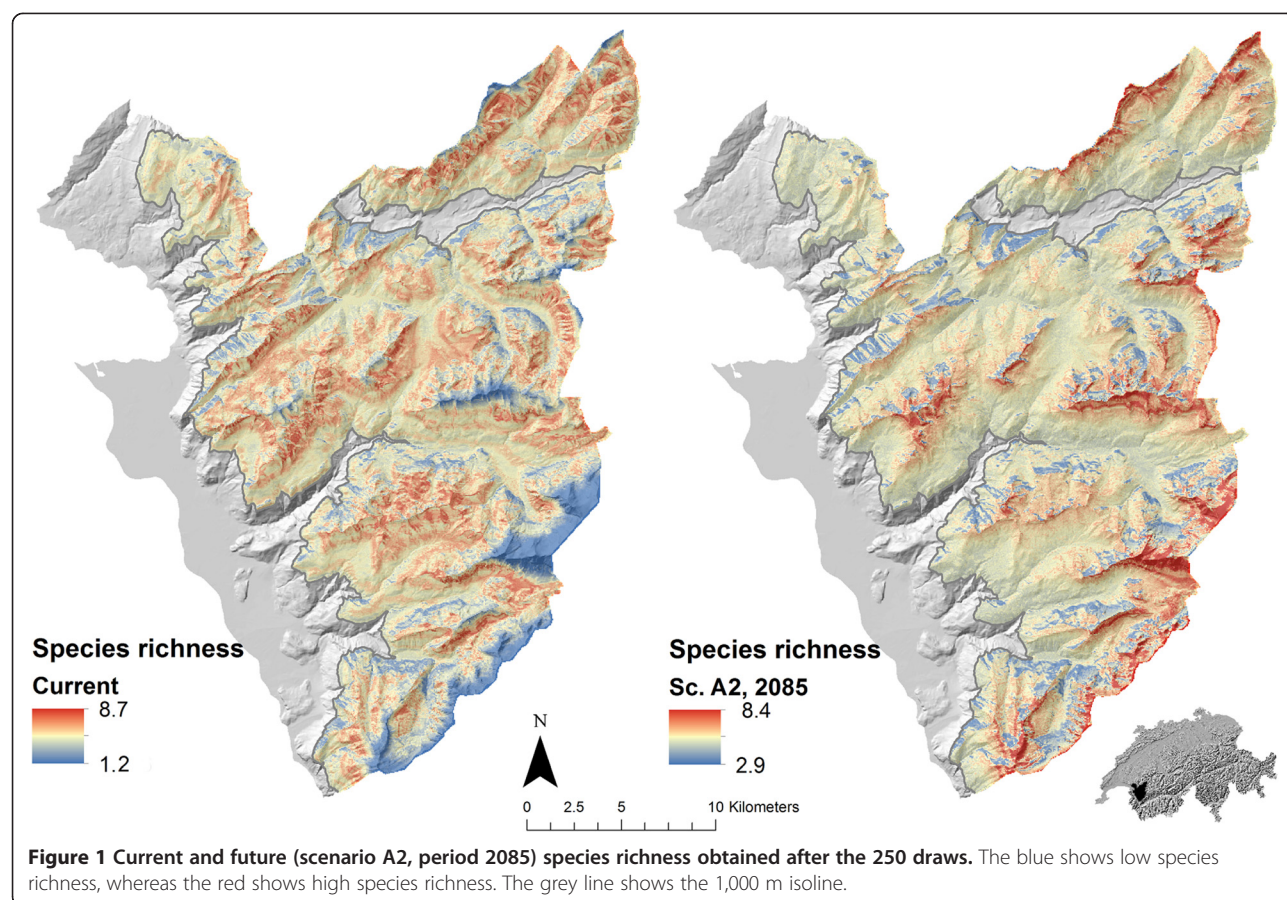 Species richness
Current
8.7
1.2
N
0 2.5 5 10 Kilometers
Species richness
Sc. A2, 2085
8.4
2.9
Figure 1 Current and future (scenario A2, period 2085) species richness obtained after the 250 draws. The blue shows low species
richness, whereas the red shows high species richness. The grey line shows the 1,000 m isoline.